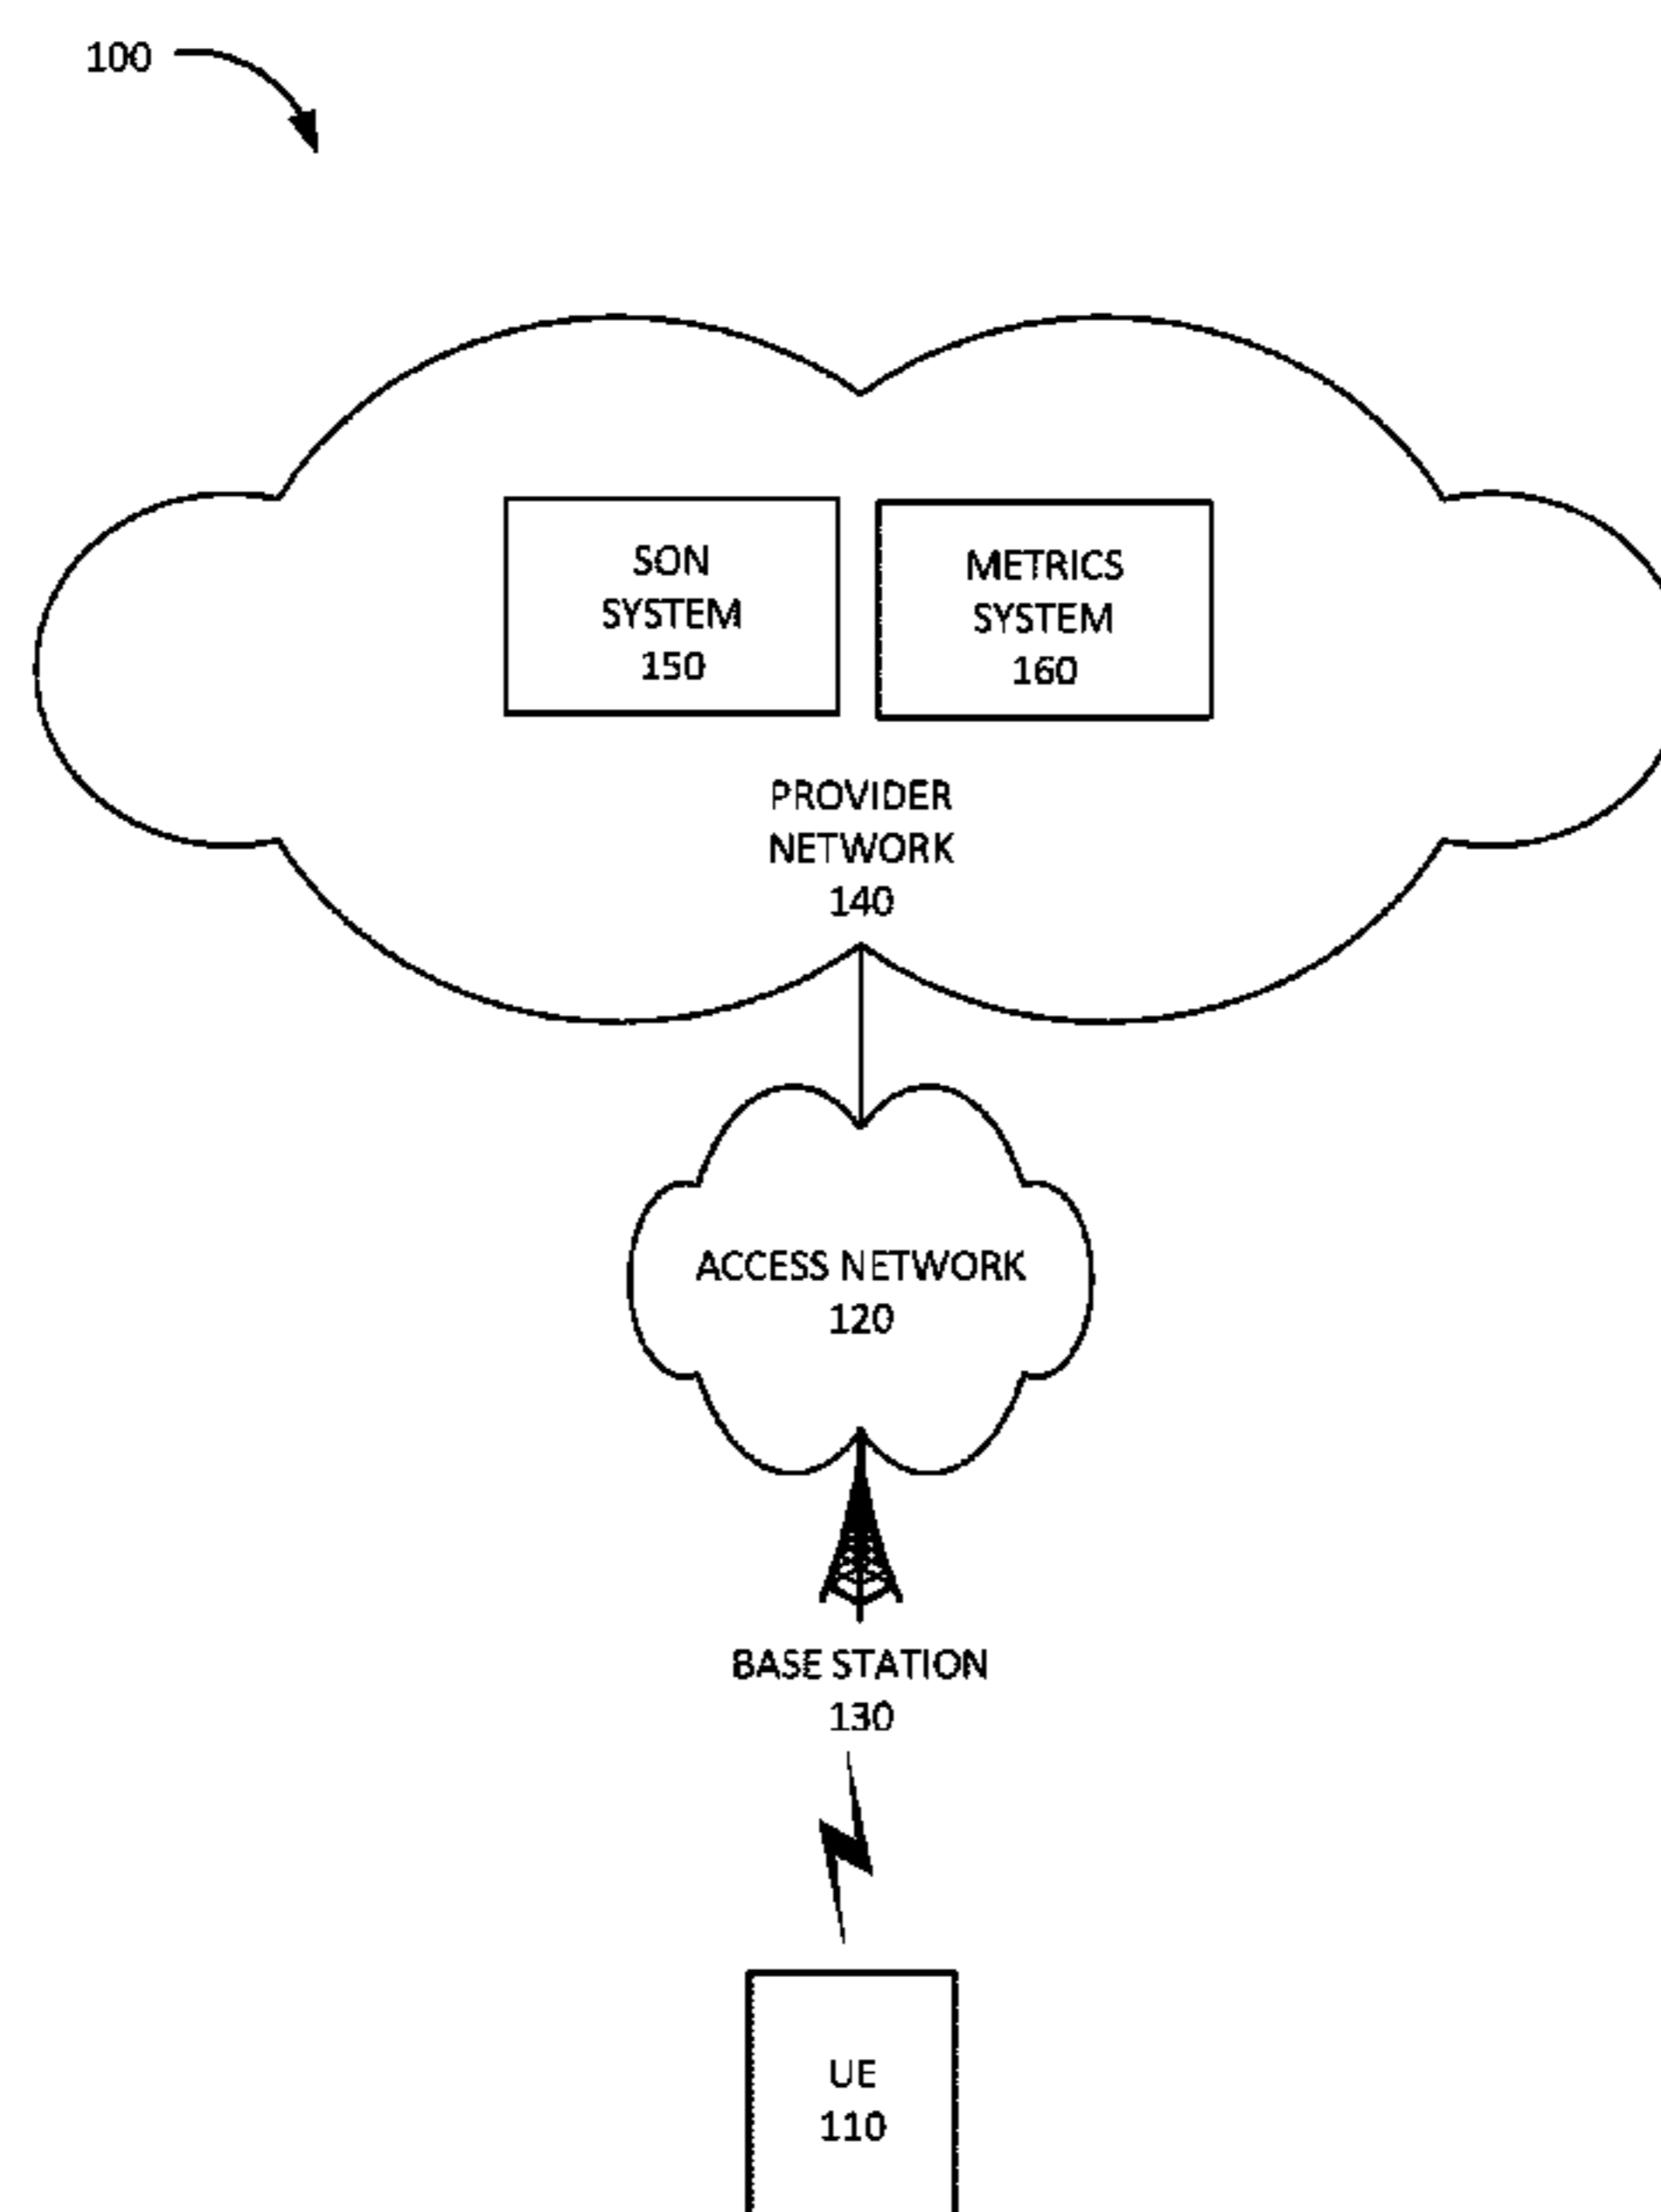 100
SON
SYSTEM
150
METRICS
SYSTEM
160
PROVIDER
NETWORK
140
ACCESS NETWORK
120
BASE STATION
130
UE
110